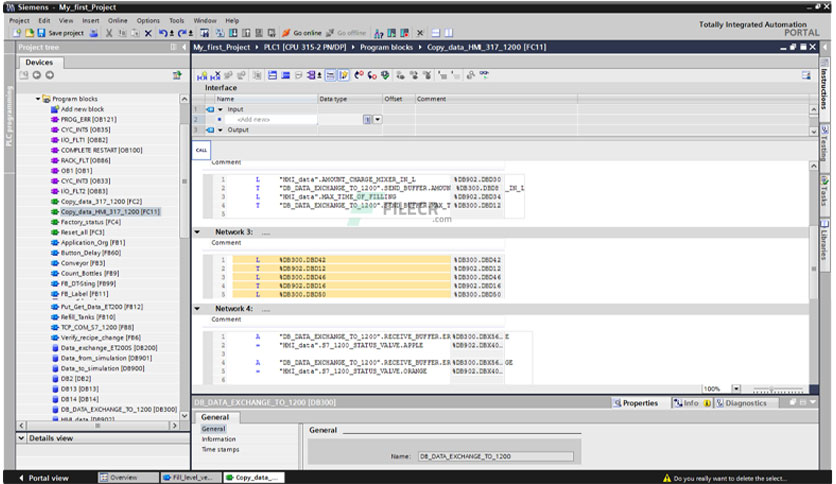 Siemens - My_first_Project
Project Edit View Insert Online Options Tools Window Help
Totally Integrated Automation
PORTAL
Save project
Go online
Go offline
Project tree
My_first_Project ▸ PLC1 [CPU 315-2 PN/DP] ▸ Program blocks ▸ Copy_data_HMI_317_1200 [FC11]
Devices
PLC programming
Program blocks
Add new block
PROG_ERR [OB121]
CYC_INT5 [OB35]
I/O_FLT1 [OB82]
COMPLETE RESTART [OB100]
RACK_FLT [OB86]
OB1 [OB1]
CYC_INT3 [OB33]
I/O_FLT2 [OB83]
Copy_data_317_1200 [FC2]
Copy_data_HMI_317_1200 [FC11]
Factory_status [FC4]
Reset_all [FC3]
Application_Org [FB1]
Button_Delay [FB60]
Conveyor [FB3]
Count_Bottles [FB9]
FB_DTSting [FB99]
FB_Label [FB11]
Put_Get_Data_ET200 [FB12]
Refill_Tanks [FB10]
TCP_COM_S7_1200 [FB8]
Verify_recipe_change [FB6]
Data_exchange_ET200S [DB200]
Data_from_simulation [DB901]
Data_to_simulation [DB900]
DB2 [DB2]
DB13 [DB13]
DB14 [DB14]
DB_DATA_EXCHANGE_TO_1200 [DB300]
HMI_data [DB902]
Details view
Interface
Name Data type Offset Comment
1 Input
2 <Add new>
3 Output
CALL
Comment
1 L "HMI_data".AMOUNT_CHARGE_MIXER_IN_L %DB902.DBD30
2 T "DB_DATA_EXCHANGE_TO_1200".SEND_BUFFER.AMOUN %DB300.DBD8 _IN_L
3 L "HMI_data".MAX_TIME_OF_FILLING %DB902.DBD34
4 T "DB_DATA_EXCHANGE_TO_1200".SEND_BUFFER.MAX_T %DB300.DBD12
5
FILECR
.com
Network 3: ....
Comment
1 L %DB300.DBD42 %DB300.DBD42
2 T %DB902.DBD12 %DB902.DBD12
3 L %DB300.DBD46 %DB300.DBD46
4 T %DB902.DBD16 %DB902.DBD16
5 L %DB300.DBD50 %DB300.DBD50
Network 4: ....
Comment
1 A "DB_DATA_EXCHANGE_TO_1200".RECEIVE_BUFFER.ER %DB300.DBX56... E
2 = "HMI_data".S7_1200_STATUS_VALVE.APPLE %DB902.DBX40...
3
4 A "DB_DATA_EXCHANGE_TO_1200".RECEIVE_BUFFER.ER %DB300.DBX56... GE
5 = "HMI_data".S7_1200_STATUS_VALVE.ORANGE %DB902.DBX40...
6
100%
Instructions
Testing
Tasks
Libraries
DB_DATA_EXCHANGE_TO_1200 [DB300]
Properties Info Diagnostics
General
General
Information
Time stamps
General
Name: DB_DATA_EXCHANGE_TO_1200
Portal view Overview Fill_level_ve... Copy_data_... Do you really want to delete the select...